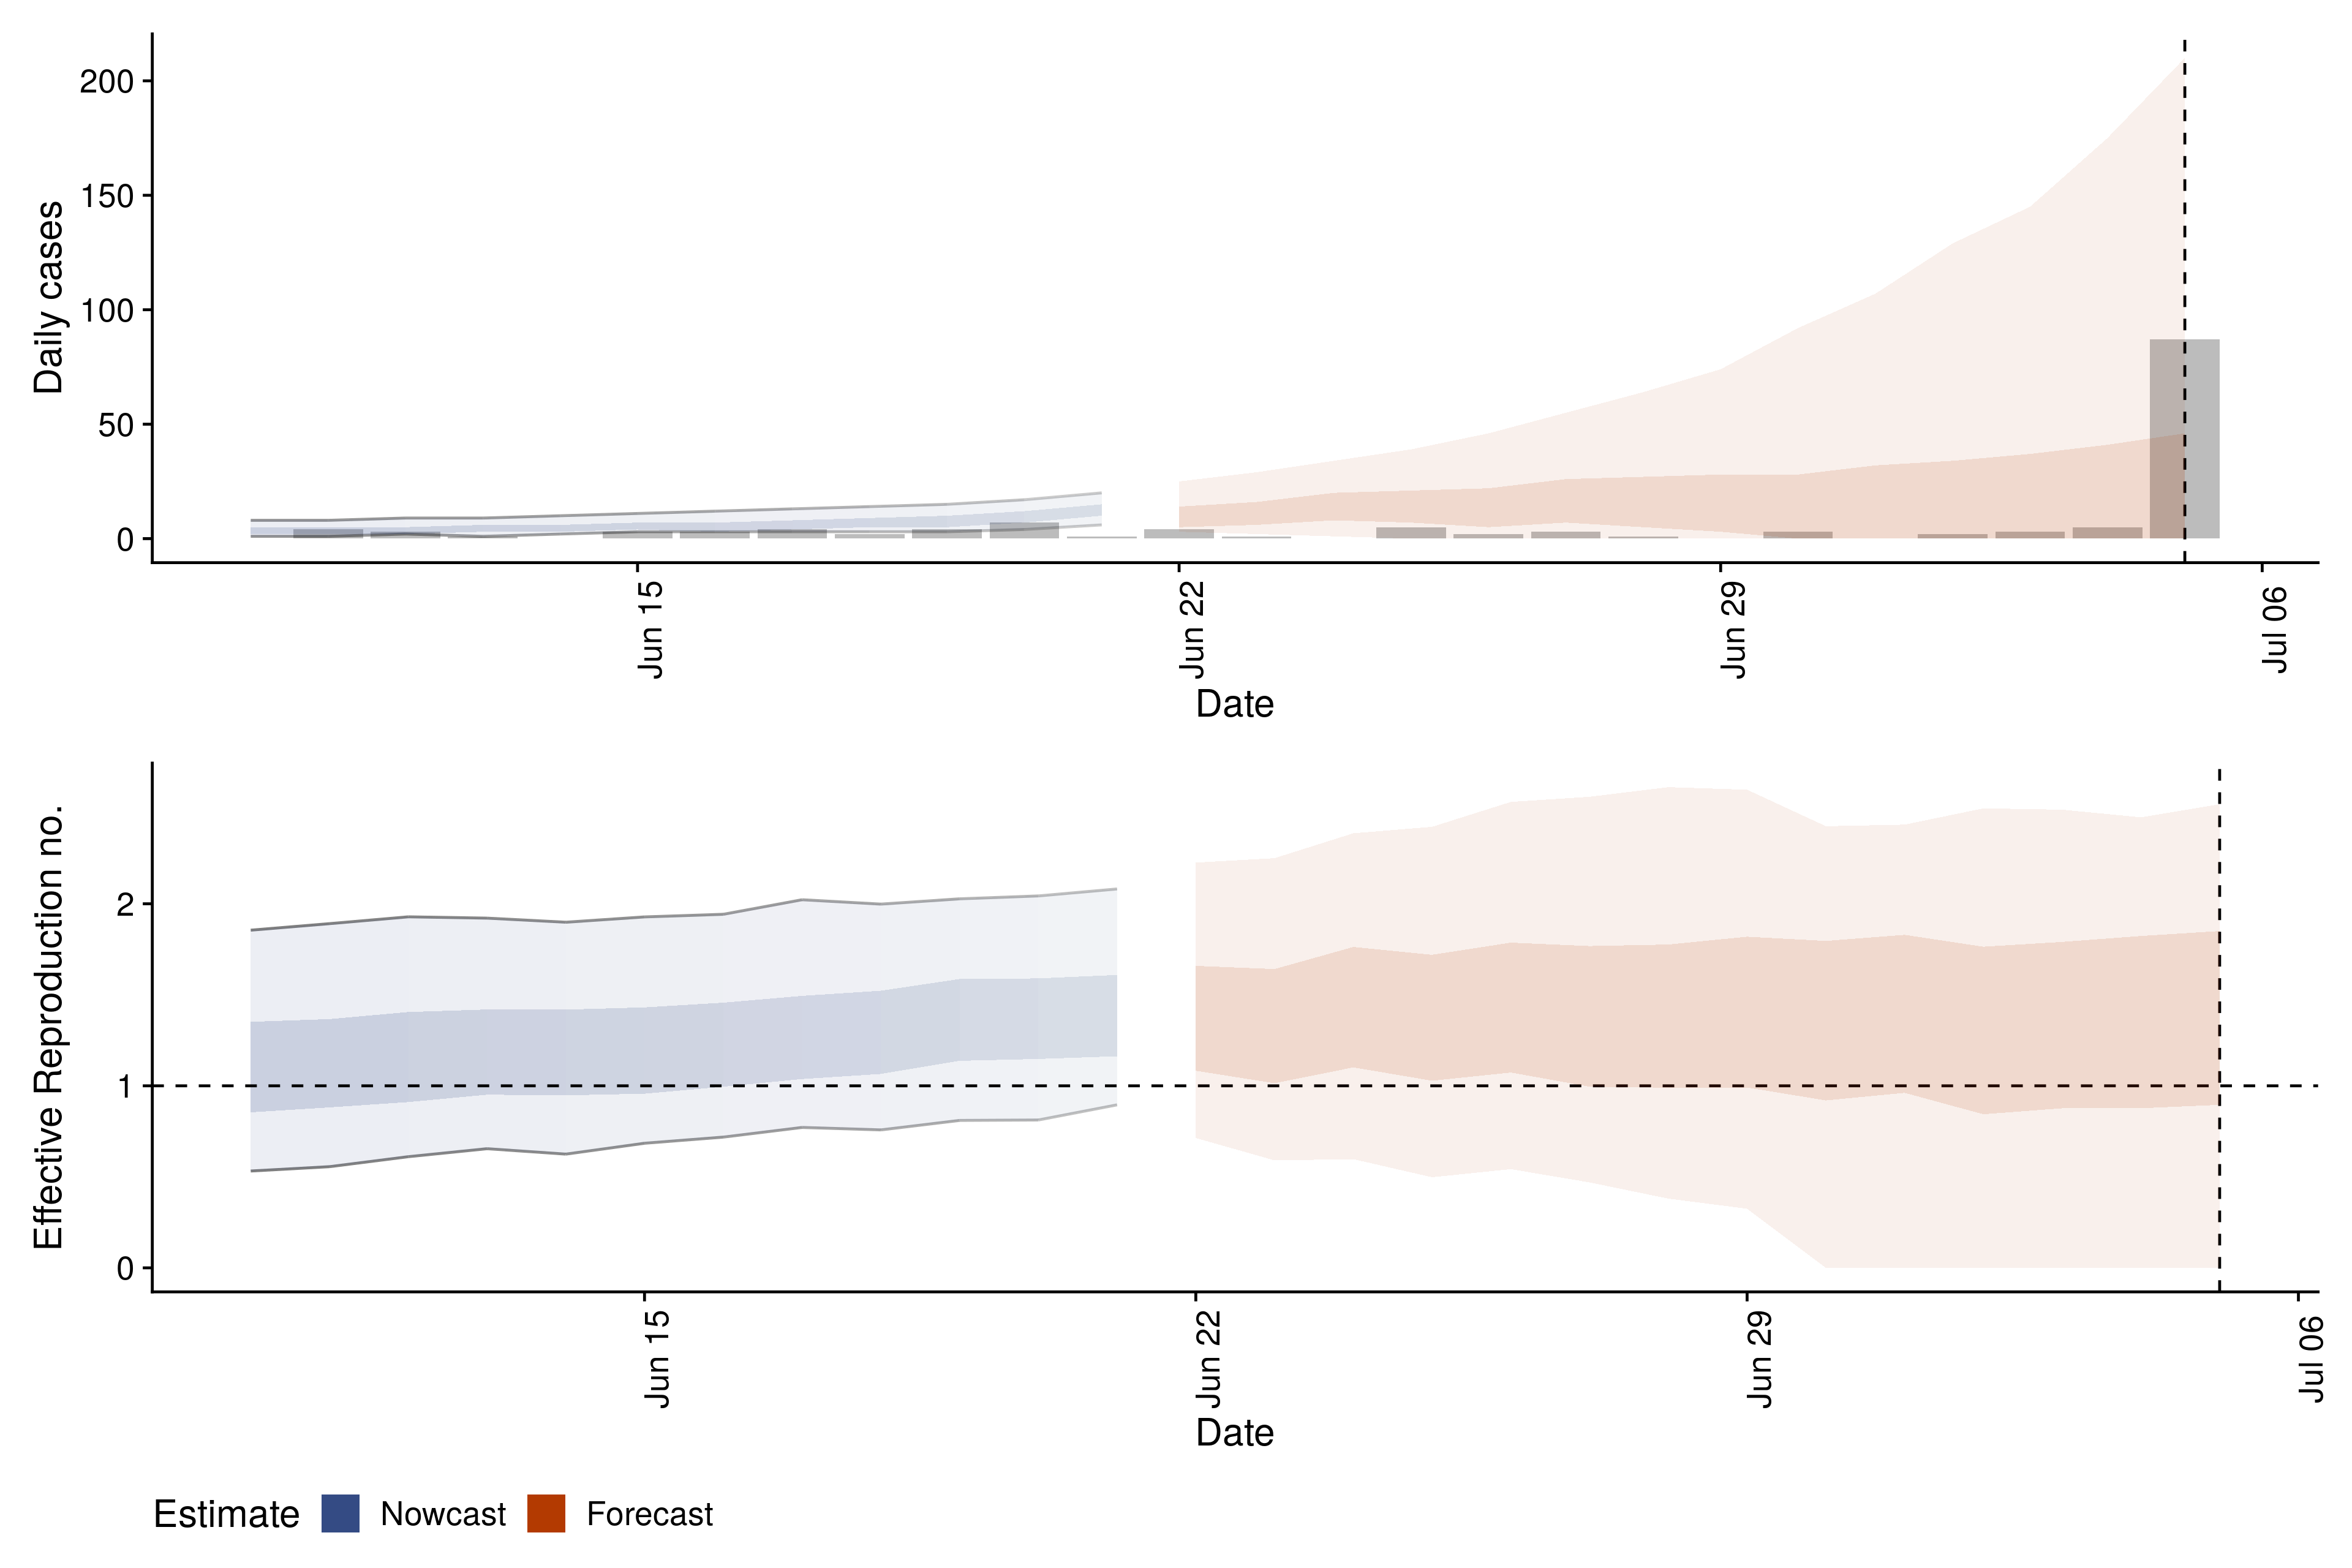 Daily cases
200
150
100
50
0
Jun 15
Jun 22
Jun 29
Jul 06
Date
Effective Reproduction no.
2
1
0
Jun 15
Jun 22
Jun 29
Jul 06
Date
Estimate Nowcast Forecast